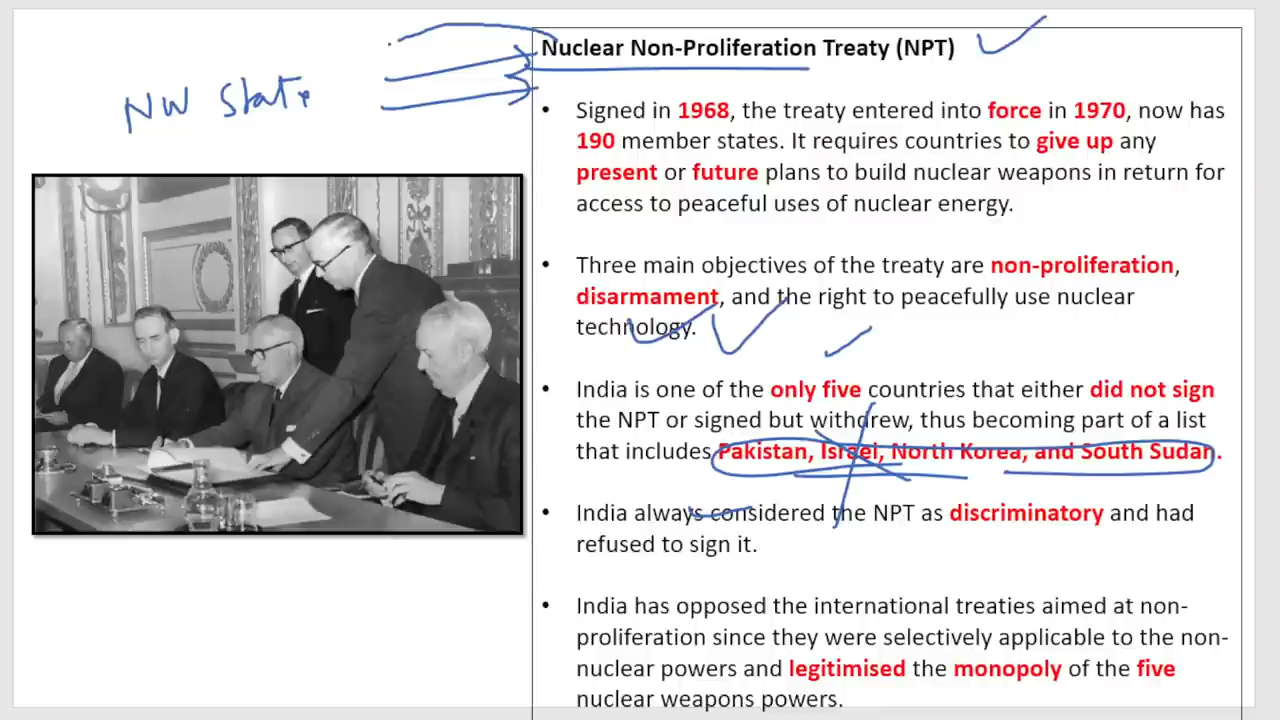 Nuclear Non-Proliferation Treaty (NPT)
NW State
• Signed in 1968, the treaty entered into force in 1970, now has
190 member states. It requires countries to give up any
present or future plans to build nuclear weapons in return for
access to peaceful uses of nuclear energy.
• Three main objectives of the treaty are non-proliferation,
disarmament, and the right to peacefully use nuclear
technology.
• India is one of the only five countries that either did not sign
the NPT or signed but withdrew, thus becoming part of a list
that includes Pakistan, Israel, North Korea, and South Sudan.
• India always considered the NPT as discriminatory and had
refused to sign it.
• India has opposed the international treaties aimed at non-
proliferation since they were selectively applicable to the non-
nuclear powers and legitimised the monopoly of the five
nuclear weapons powers.